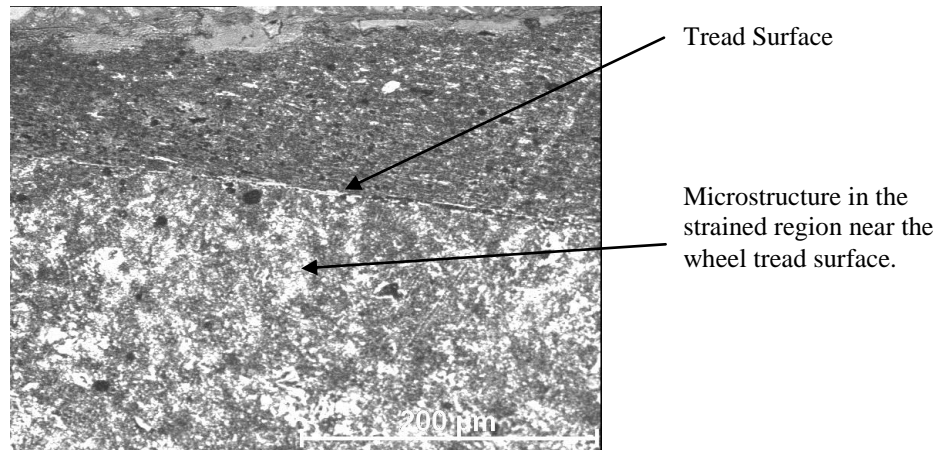 Tread Surface
Microstructure in the
strained region near the
wheel tread surface.
200 µm